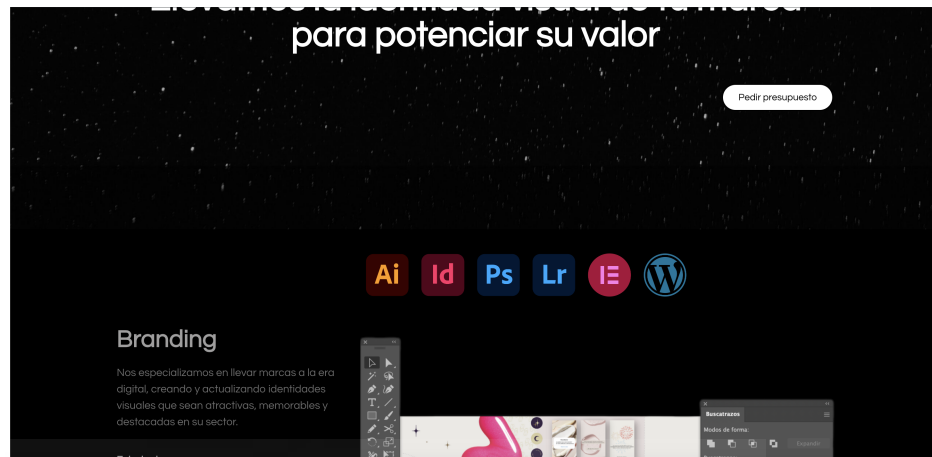 para potenciar su valor
Pedir presupuesto
Ai Id Ps Lr
Branding
Nos especializamos en llevar marcas a la era
digital, creando y actualizando identidades
visuales que sean atractivas, memorables y
destacadas en su sector.
Buscatrazos
Modos de forma:
Expandir